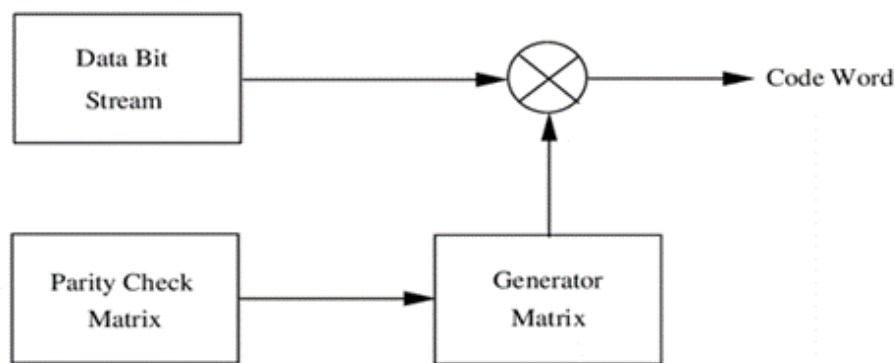 Data Bit
Stream
Code Word
Parity Check
Matrix
Generator
Matrix